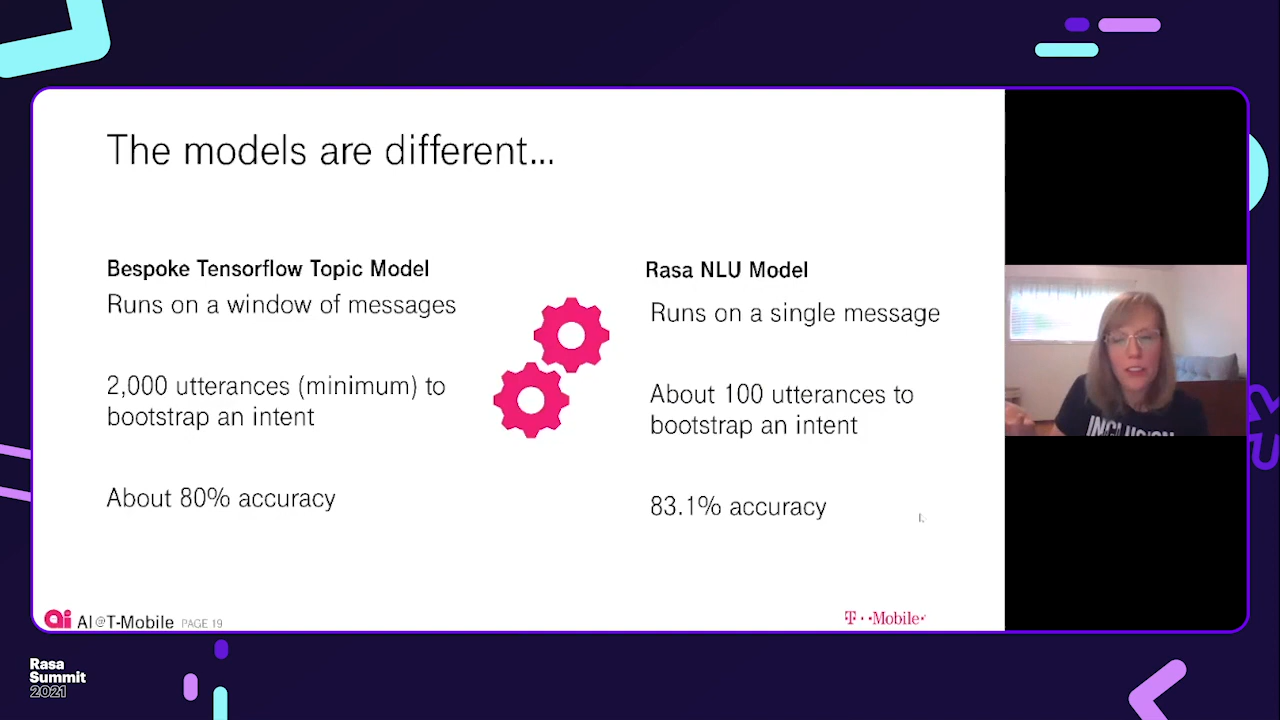 The models are different...
Bespoke Tensorflow Topic Model
Runs on a window of messages
2,000 utterances (minimum) to
bootstrap an intent
About 80% accuracy
Rasa NLU Model
Runs on a single message
About 100 utterances to
bootstrap an intent
83.1% accuracy
INCLUSION
ai AI@T-Mobile PAGE 19
T··Mobile·
Rasa
Summit
2021